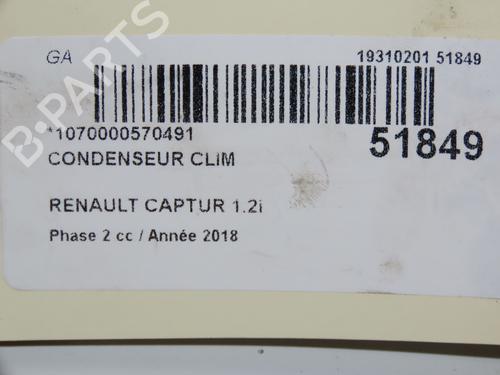 GA 19310201 51849
*1070000570491
51849
CONDENSEUR CLIM
RENAULT CAPTUR 1.2i
Phase 2 cc / Année 2018
B-PARTS